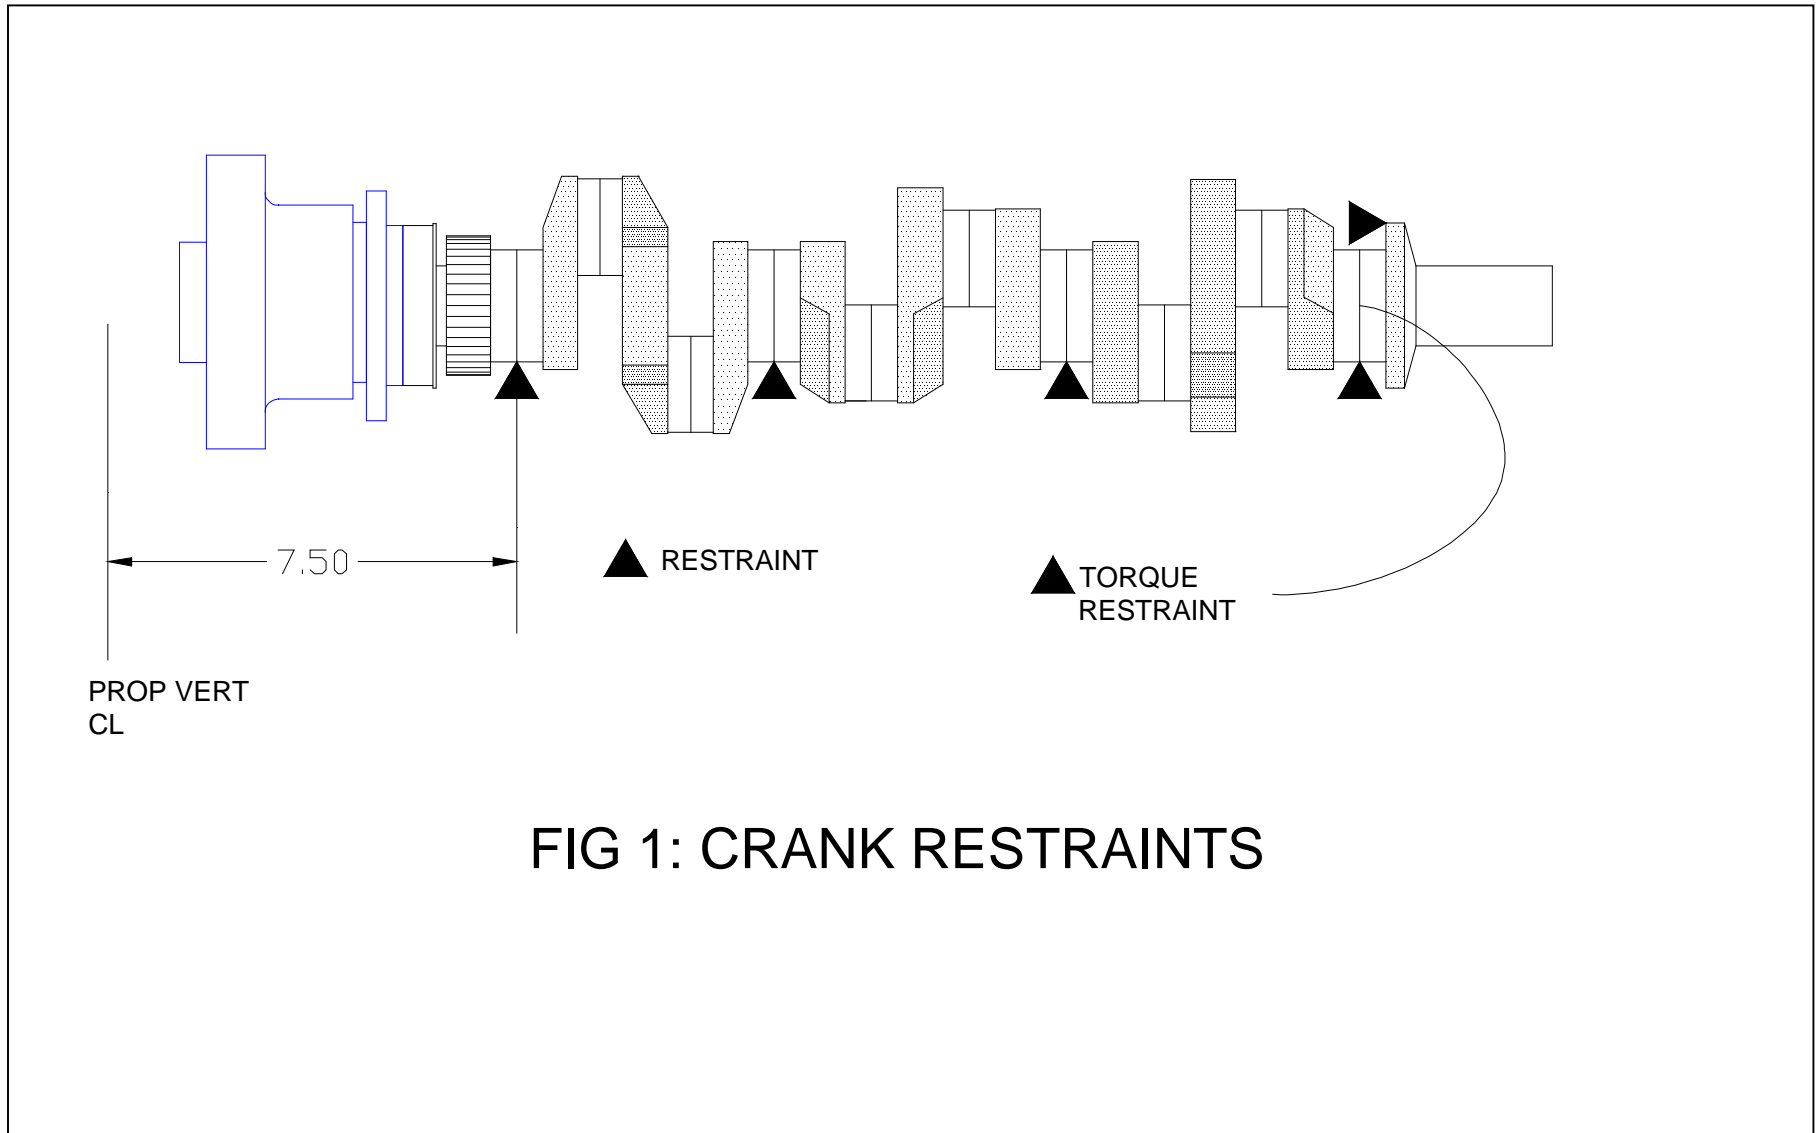 7.50
RESTRAINT
TORQUE
RESTRAINT
PROP VERT
CL
FIG 1: CRANK RESTRAINTS